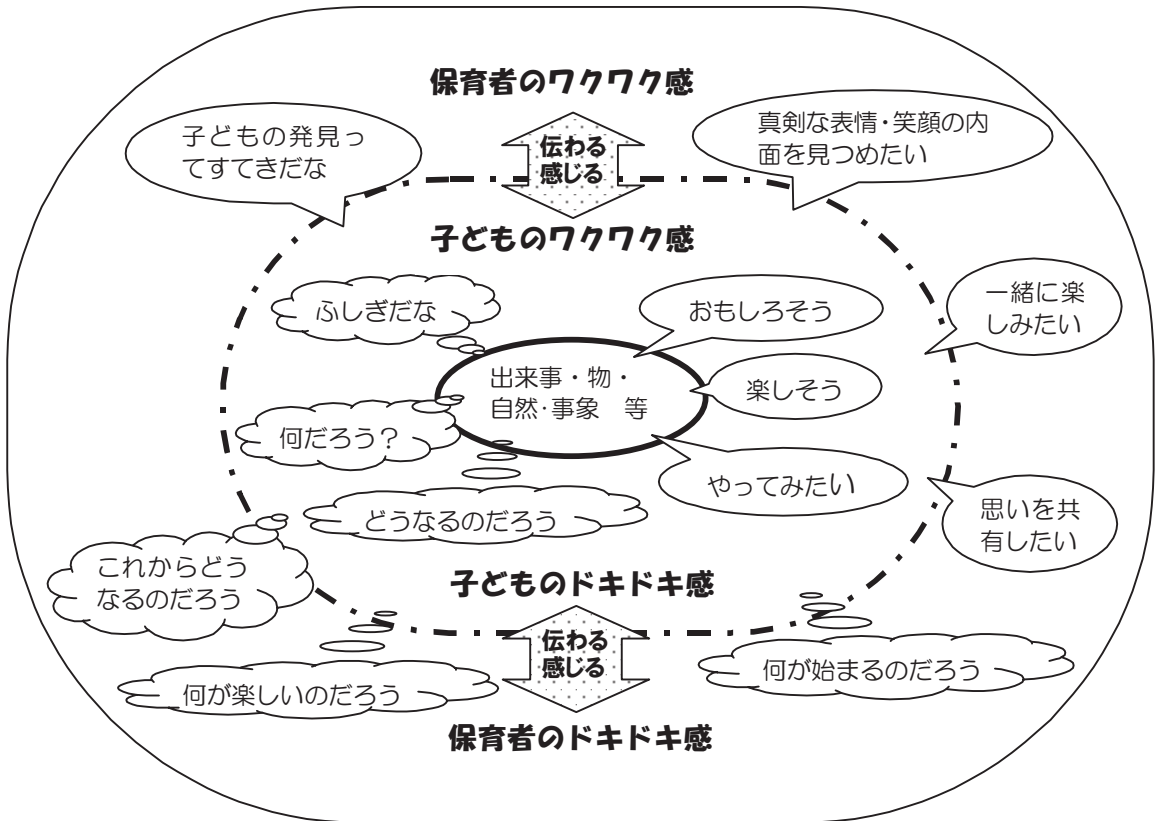 保育者のワクワク感
子どもの発見っ
てすてきだな
伝わる
感じる
真剣な表情・笑顔の内
面を見つめたい
子どものワクワク感
ふしぎだな
おもしろそう
一緒に楽
しみたい
出来事・物・
自然・事象　等
楽しそう
何だろう？
やってみたい
どうなるのだろう
思いを共
有したい
これからどう
なるのだろう
子どものドキドキ感
伝わる
感じる
何が楽しいのだろう
何が始まるのだろう
保育者のドキドキ感